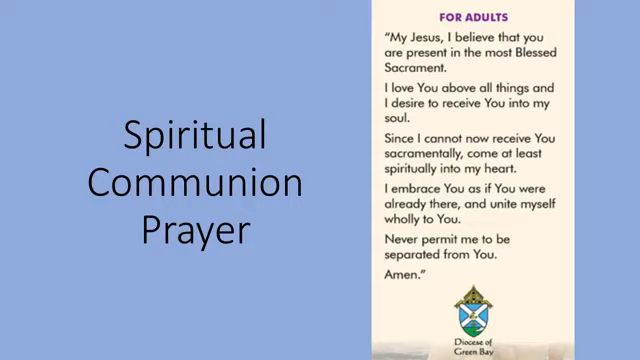 Spiritual
Communion
Prayer
FOR ADULTS
“My Jesus, I believe that you
are present in the most Blessed
Sacrament.
I love You above all things and
I desire to receive You into my
soul.
Since I cannot now receive You
sacramentally, come at least
spiritually into my heart.
I embrace You as if You were
already there, and unite myself
wholly to You.
Never permit me to be
separated from You.
Amen.”
Diocese of
Green Bay